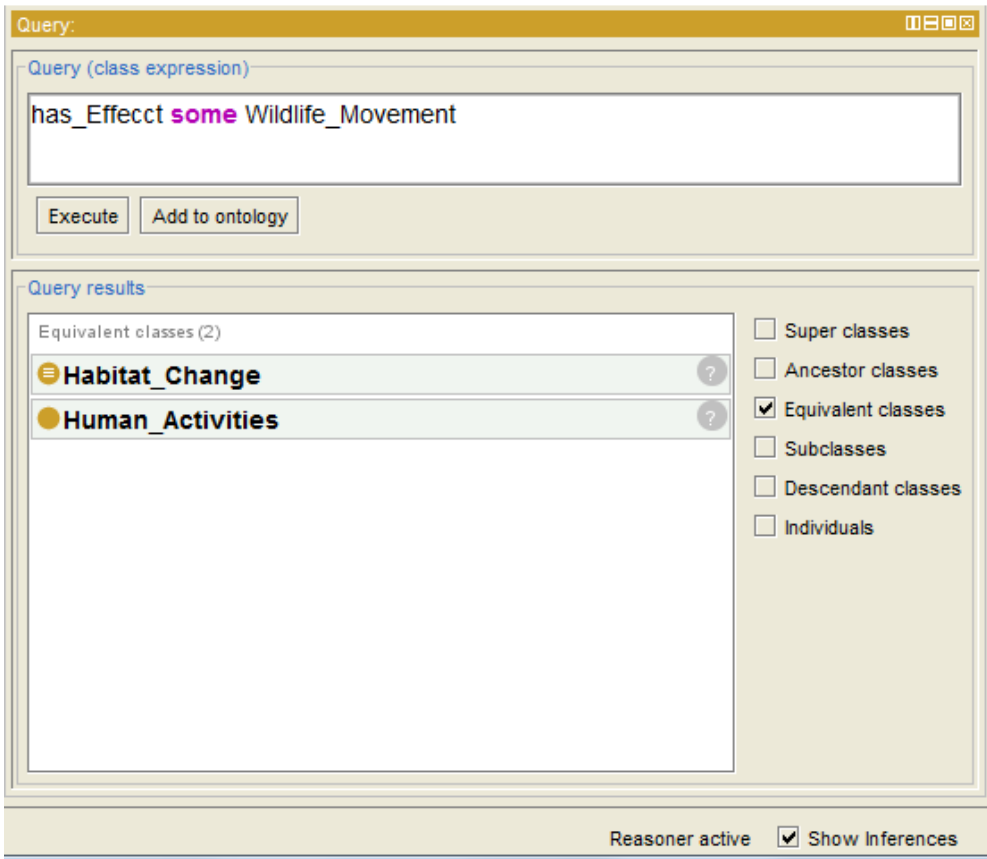 Query:
Query (class expression)
has_Effecct some Wildlife_Movement
Execute Add to ontology
Query results
Equivalent classes (2)
Habitat_Change ?
Human_Activities ?
Super classes
Ancestor classes
Equivalent classes
Subclasses
Descendant classes
Individuals
Reasoner active Show Inferences